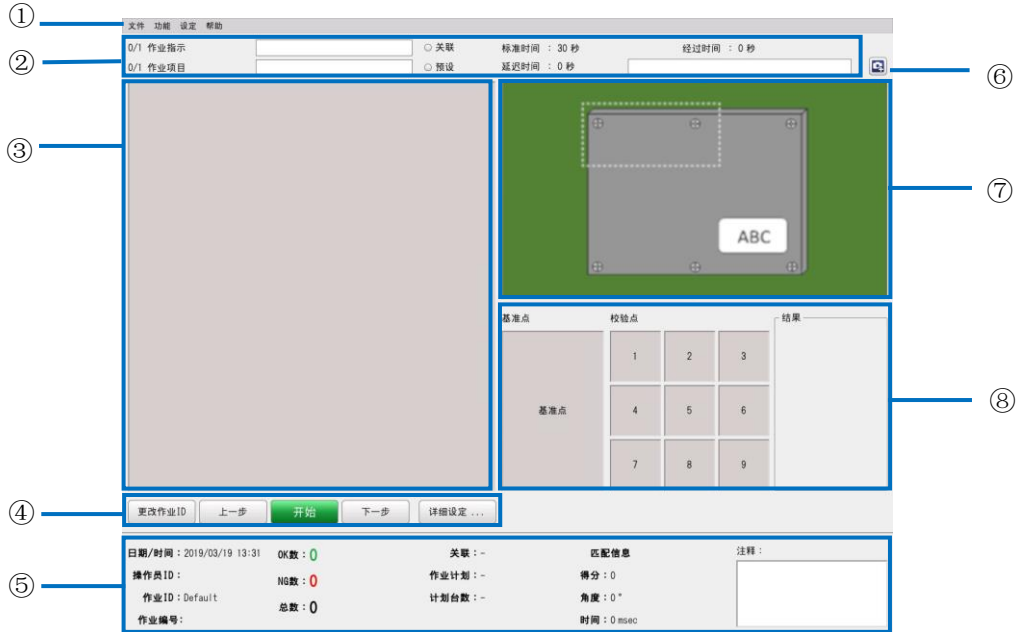 ①
文件 功能 设定 帮助
②
0/1 作业指示 ○ 关联 标准时间 : 30 秒 经过时间 : 0 秒
0/1 作业项目 ○ 预设 延迟时间 : 0 秒
⑥
③
ABC
⑦
基准点 校验点 结果
1 2 3
基准点 4 5 6
7 8 9
⑧
④
更改作业ID 上一步 开始 下一步 详细设定 ...
⑤
日期/时间：2019/03/19 13:31 OK数：0 关联：- 匹配信息 注释：
操作员ID： NG数：0 作业计划：- 得分：0
作业ID：Default 总数：0 计划台数：- 角度：0°
作业编号： 时间：0 msec